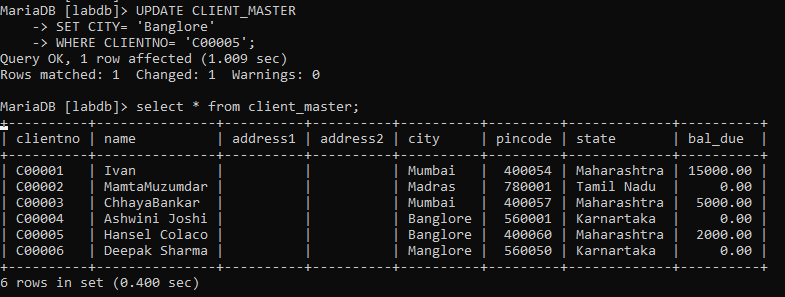 MariaDB [labdb]> UPDATE CLIENT_MASTER
    -> SET CITY= 'Banglore'
    -> WHERE CLIENTNO= 'C00005';
Query OK, 1 row affected (1.009 sec)
Rows matched: 1  Changed: 1  Warnings: 0

MariaDB [labdb]> select * from client_master;
+----------+---------------+----------+----------+----------+---------+-------------+----------+
| clientno | name          | address1 | address2 | city     | pincode | state       | bal_due  |
+----------+---------------+----------+----------+----------+---------+-------------+----------+
| C00001   | Ivan          |          |          | Mumbai   |  400054 | Maharashtra | 15000.00 |
| C00002   | MamtaMuzumdar |          |          | Madras   |  780001 | Tamil Nadu  |     0.00 |
| C00003   | ChhayaBankar  |          |          | Mumbai   |  400057 | Maharashtra |  5000.00 |
| C00004   | Ashwini Joshi |          |          | Banglore |  560001 | Karnartaka  |     0.00 |
| C00005   | Hansel Colaco |          |          | Banglore |  400060 | Maharashtra |  2000.00 |
| C00006   | Deepak Sharma |          |          | Manglore |  560050 | Karnartaka  |     0.00 |
+----------+---------------+----------+----------+----------+---------+-------------+----------+
6 rows in set (0.400 sec)